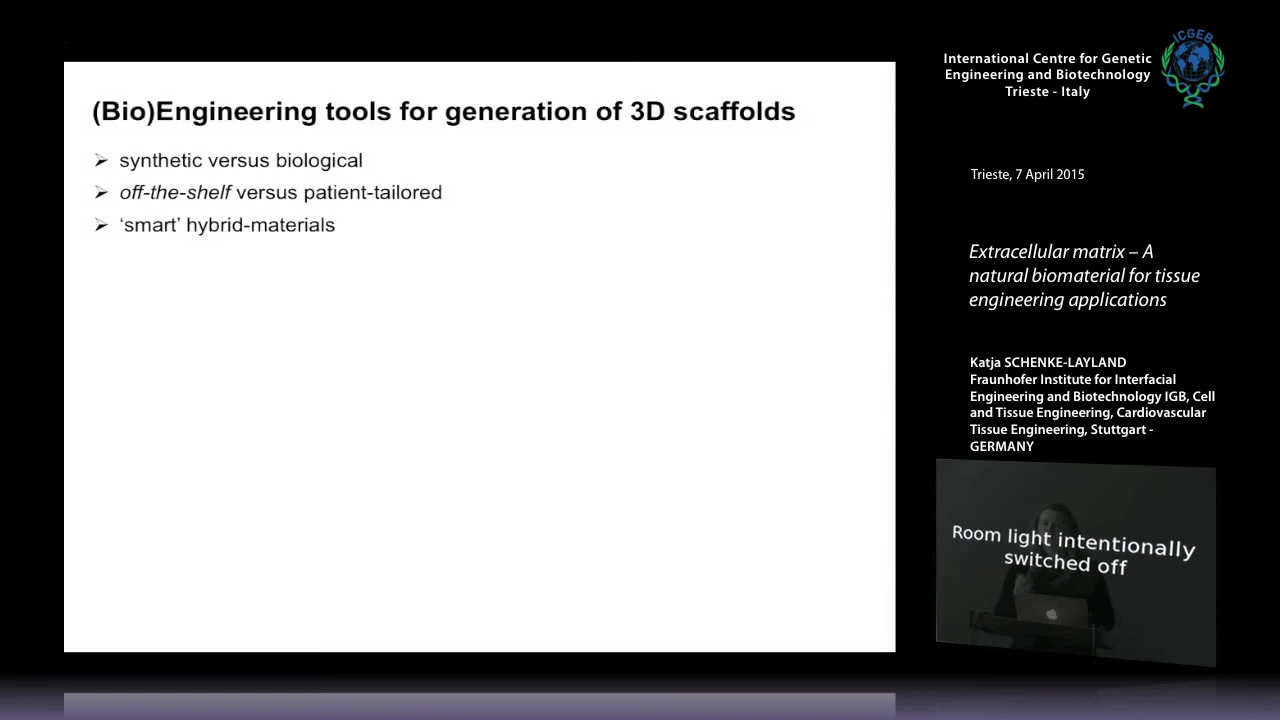 (Bio)Engineering tools for generation of 3D scaffolds
➢ synthetic versus biological
➢ off-the-shelf versus patient-tailored
➢ ‘smart’ hybrid-materials
ICGEB
International Centre for Genetic
Engineering and Biotechnology
Trieste - Italy
Trieste, 7 April 2015
Extracellular matrix – A
natural biomaterial for tissue
engineering applications
Katja SCHENKE-LAYLAND
Fraunhofer Institute for Interfacial
Engineering and Biotechnology IGB, Cell
and Tissue Engineering, Cardiovascular
Tissue Engineering, Stuttgart -
GERMANY
Room light intentionally
switched off